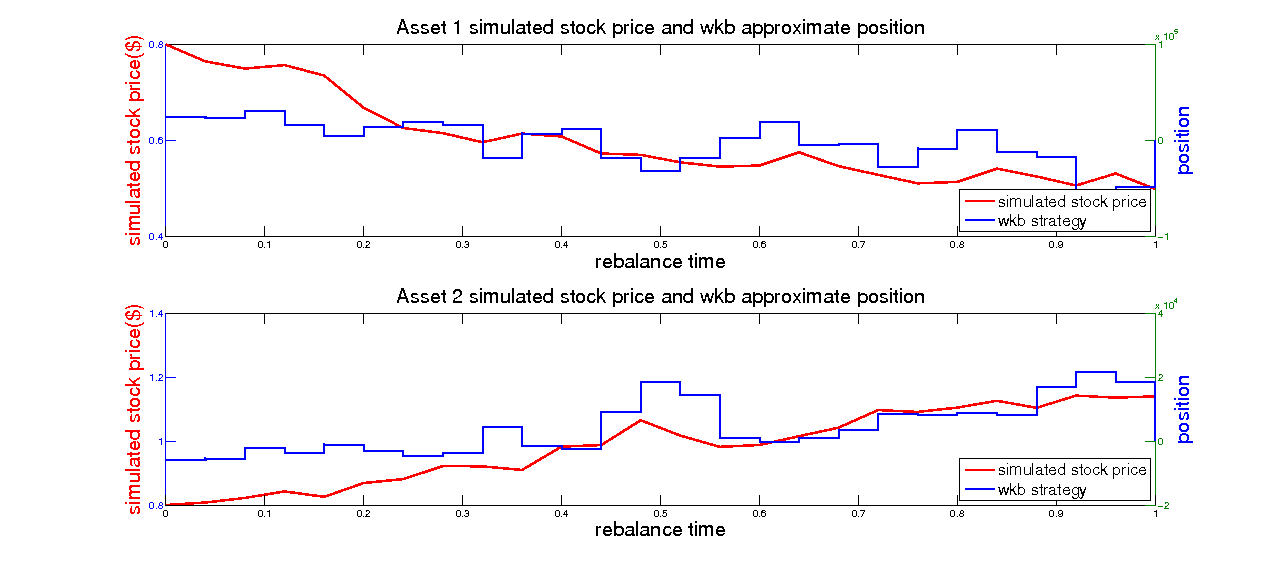 Asset 1 simulated stock price and wkb approximate position
x 10^5
simulated stock price($)
0.8
0.6
0.4
1
0
-1
position
simulated stock price
wkb strategy
0 0.1 0.2 0.3 0.4 0.5 0.6 0.7 0.8 0.9 1
rebalance time
Asset 2 simulated stock price and wkb approximate position
x 10^4
simulated stock price($)
1.4
1.2
1
0.8
4
2
0
-2
position
simulated stock price
wkb strategy
0 0.1 0.2 0.3 0.4 0.5 0.6 0.7 0.8 0.9 1
rebalance time